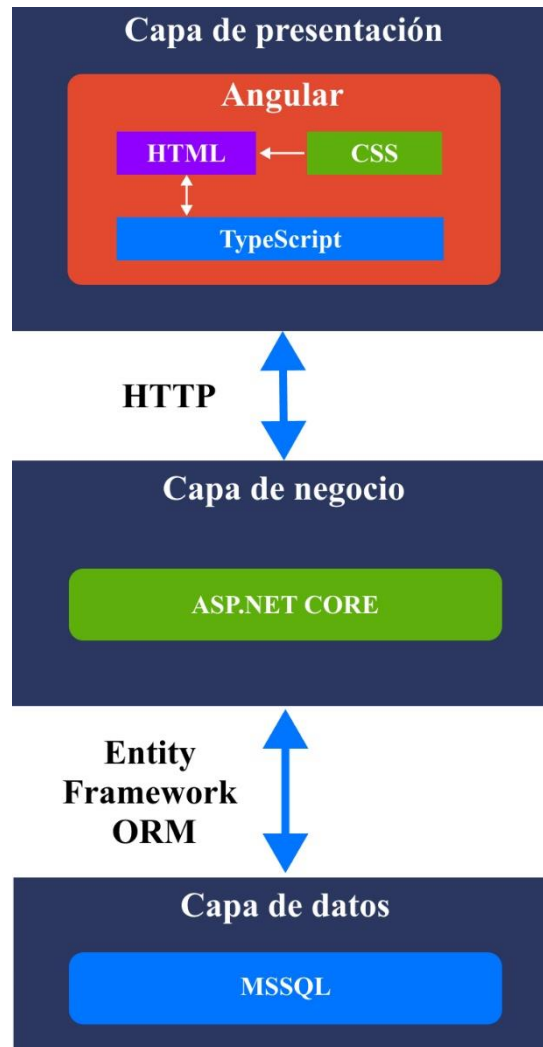 Capa de presentación
Angular
HTML
CSS
TypeScript
HTTP
Capa de negocio
ASP.NET CORE
Entity
Framework
ORM
Capa de datos
MSSQL